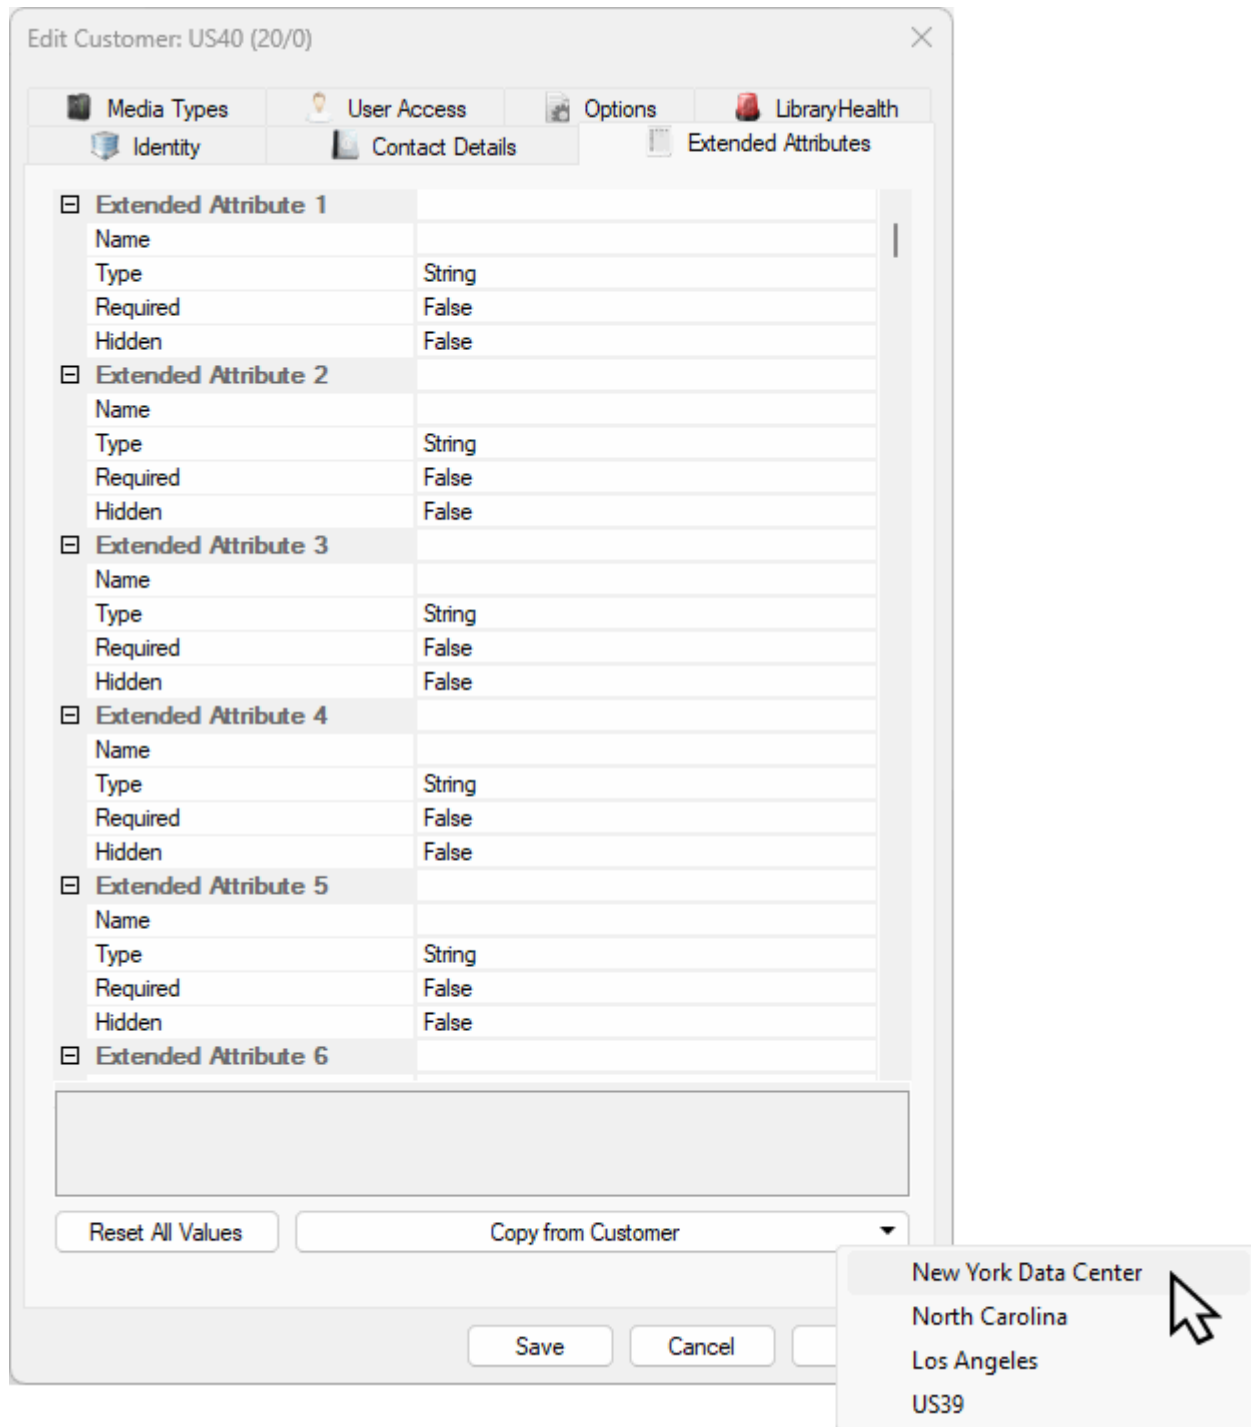 Edit Customer: US40 (20/0)
Media Types User Access Options LibraryHealth
Identity Contact Details Extended Attributes
Extended Attribute 1
Name
Type String
Required False
Hidden False
Extended Attribute 2
Name
Type String
Required False
Hidden False
Extended Attribute 3
Name
Type String
Required False
Hidden False
Extended Attribute 4
Name
Type String
Required False
Hidden False
Extended Attribute 5
Name
Type String
Required False
Hidden False
Extended Attribute 6
Reset All Values Copy from Customer
New York Data Center
North Carolina
Save Cancel
Los Angeles
US39